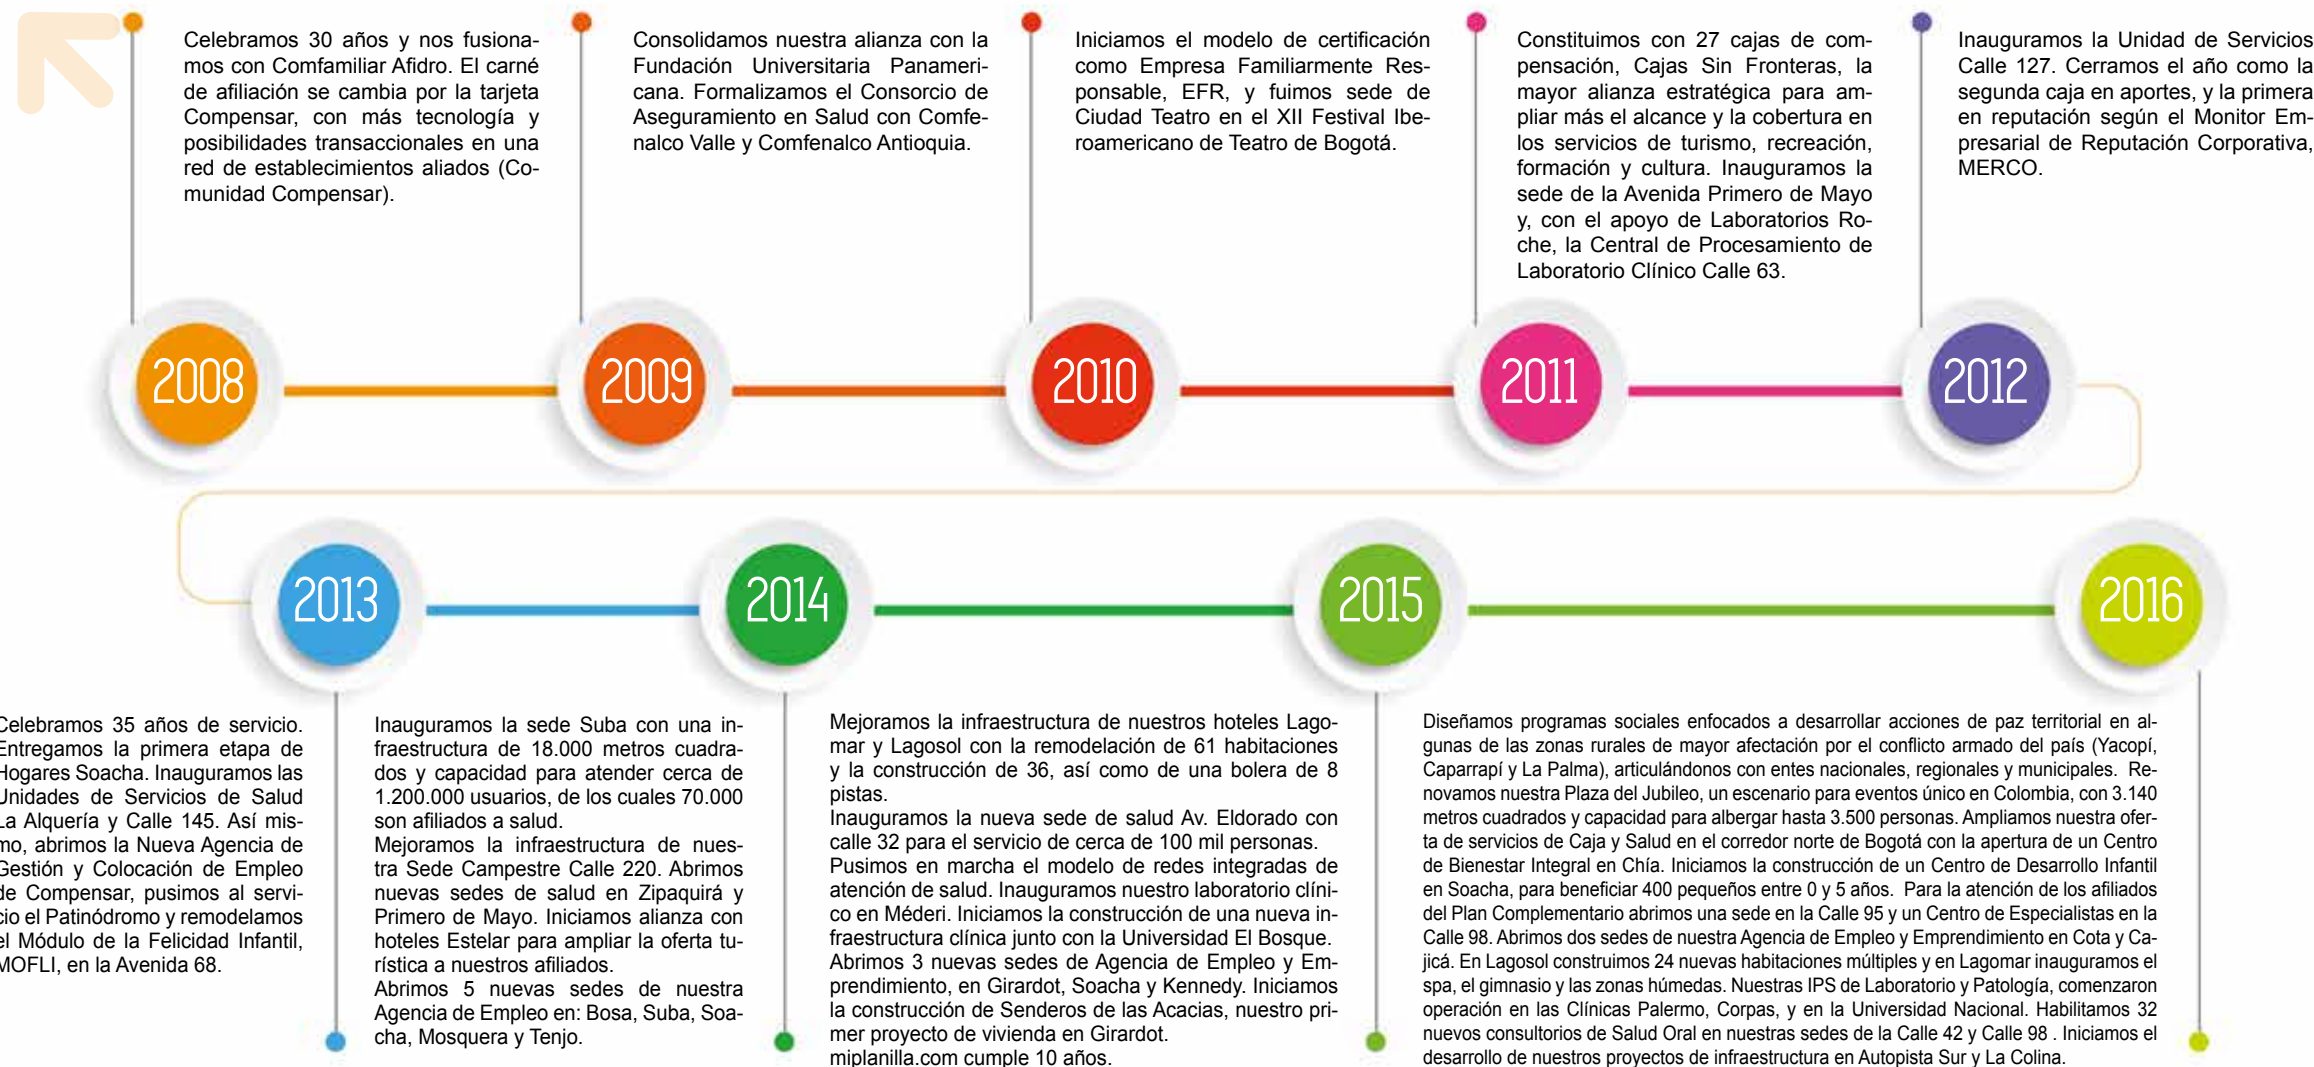 Celebramos 30 años y nos fusiona-
mos con Comfamiliar Afidro. El carné
de afiliación se cambia por la tarjeta
Compensar, con más tecnología y
posibilidades transaccionales en una
red de establecimientos aliados (Co-
munidad Compensar).
Consolidamos nuestra alianza con la
Fundación Universitaria Panameri-
cana. Formalizamos el Consorcio de
Aseguramiento en Salud con Comfe-
nalco Valle y Comfenalco Antioquia.
Iniciamos el modelo de certificación
como Empresa Familiarmente Res-
ponsable, EFR, y fuimos sede de
Ciudad Teatro en el XII Festival Ibe-
roamericano de Teatro de Bogotá.
Constituimos con 27 cajas de com-
pensación, Cajas Sin Fronteras, la
mayor alianza estratégica para am-
pliar más el alcance y la cobertura en
los servicios de turismo, recreación,
formación y cultura. Inauguramos la
sede de la Avenida Primero de Mayo
y, con el apoyo de Laboratorios Ro-
che, la Central de Procesamiento de
Laboratorio Clínico Calle 63.
Inauguramos la Unidad de Servicios
Calle 127. Cerramos el año como la
segunda caja en aportes, y la primera
en reputación según el Monitor Em-
presarial de Reputación Corporativa,
MERCO.
2008
2009
2010
2011
2012
2013
2014
2015
2016
Celebramos 35 años de servicio.
Entregamos la primera etapa de
Hogares Soacha. Inauguramos las
Unidades de Servicios de Salud
La Alquería y Calle 145. Así mis-
mo, abrimos la Nueva Agencia de
Gestión y Colocación de Empleo
de Compensar, pusimos al servi-
cio el Patinódromo y remodelamos
el Módulo de la Felicidad Infantil,
MOFLI, en la Avenida 68.
Inauguramos la sede Suba con una in-
fraestructura de 18.000 metros cuadra-
dos y capacidad para atender cerca de
1.200.000 usuarios, de los cuales 70.000
son afiliados a salud.
Mejoramos la infraestructura de nues-
tra Sede Campestre Calle 220. Abrimos
nuevas sedes de salud en Zipaquirá y
Primero de Mayo. Iniciamos alianza con
hoteles Estelar para ampliar la oferta tu-
rística a nuestros afiliados.
Abrimos 5 nuevas sedes de nuestra
Agencia de Empleo en: Bosa, Suba, Soa-
cha, Mosquera y Tenjo.
Mejoramos la infraestructura de nuestros hoteles Lago-
mar y Lagosol con la remodelación de 61 habitaciones
y la construcción de 36, así como de una bolera de 8
pistas.
Inauguramos la nueva sede de salud Av. Eldorado con
calle 32 para el servicio de cerca de 100 mil personas.
Pusimos en marcha el modelo de redes integradas de
atención de salud. Inauguramos nuestro laboratorio clíni-
co en Méderi. Iniciamos la construcción de una nueva in-
fraestructura clínica junto con la Universidad El Bosque.
Abrimos 3 nuevas sedes de Agencia de Empleo y Em-
prendimiento, en Girardot, Soacha y Kennedy. Iniciamos
la construcción de Senderos de las Acacias, nuestro pri-
mer proyecto de vivienda en Girardot.
miplanilla.com cumple 10 años.
Diseñamos programas sociales enfocados a desarrollar acciones de paz territorial en al-
gunas de las zonas rurales de mayor afectación por el conflicto armado del país (Yacopí,
Caparrapí y La Palma), articulándonos con entes nacionales, regionales y municipales. Re-
novamos nuestra Plaza del Jubileo, un escenario para eventos único en Colombia, con 3.140
metros cuadrados y capacidad para albergar hasta 3.500 personas. Ampliamos nuestra ofer-
ta de servicios de Caja y Salud en el corredor norte de Bogotá con la apertura de un Centro
de Bienestar Integral en Chía. Iniciamos la construcción de un Centro de Desarrollo Infantil
en Soacha, para beneficiar 400 pequeños entre 0 y 5 años. Para la atención de los afiliados
del Plan Complementario abrimos una sede en la Calle 95 y un Centro de Especialistas en la
Calle 98. Abrimos dos sedes de nuestra Agencia de Empleo y Emprendimiento en Cota y Ca-
jicá. En Lagosol construimos 24 nuevas habitaciones múltiples y en Lagomar inauguramos el
spa, el gimnasio y las zonas húmedas. Nuestras IPS de Laboratorio y Patología, comenzaron
operación en las Clínicas Palermo, Corpas, y en la Universidad Nacional. Habilitamos 32
nuevos consultorios de Salud Oral en nuestras sedes de la Calle 42 y Calle 98 . Iniciamos el
desarrollo de nuestros proyectos de infraestructura en Autopista Sur y La Colina.